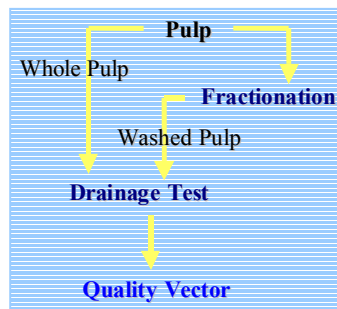 Pulp
Whole Pulp
Fractionation
Washed Pulp
Drainage Test
Quality Vector